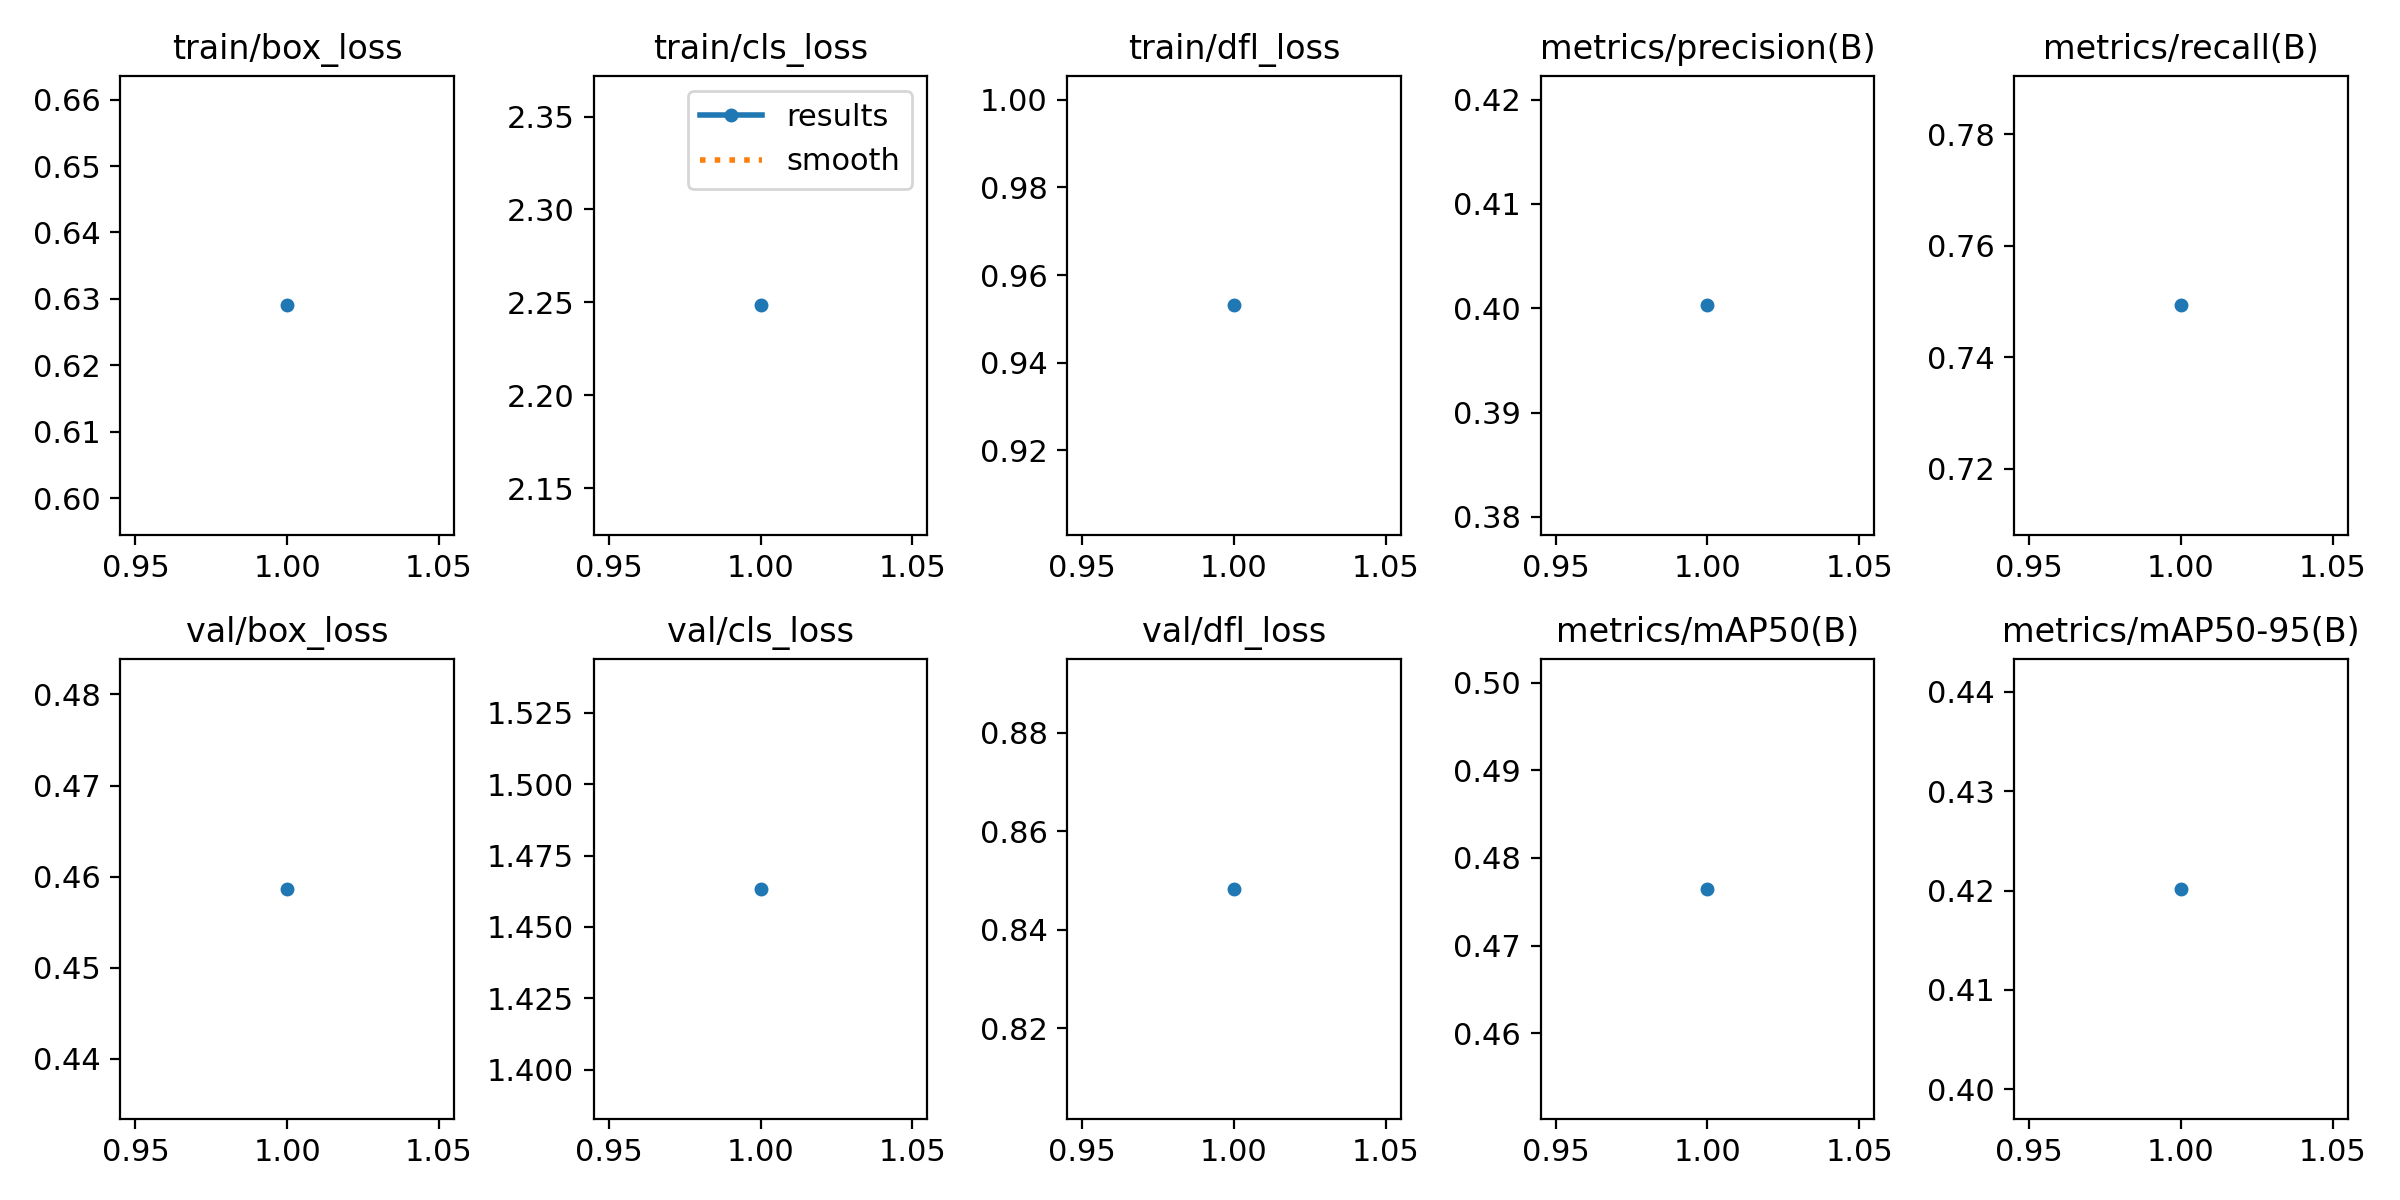 train/box_loss
0.66
0.65
0.64
0.63
0.62
0.61
0.60
0.95 1.00 1.05
train/cls_loss
results
smooth
2.35
2.30
2.25
2.20
2.15
0.95 1.00 1.05
train/dfl_loss
1.00
0.98
0.96
0.94
0.92
0.95 1.00 1.05
metrics/precision(B)
0.42
0.41
0.40
0.39
0.38
0.95 1.00 1.05
metrics/recall(B)
0.78
0.76
0.74
0.72
0.95 1.00 1.05
val/box_loss
0.48
0.47
0.46
0.45
0.44
0.95 1.00 1.05
val/cls_loss
1.525
1.500
1.475
1.450
1.425
1.400
0.95 1.00 1.05
val/dfl_loss
0.88
0.86
0.84
0.82
0.95 1.00 1.05
metrics/mAP50(B)
0.50
0.49
0.48
0.47
0.46
0.95 1.00 1.05
metrics/mAP50-95(B)
0.44
0.43
0.42
0.41
0.40
0.95 1.00 1.05